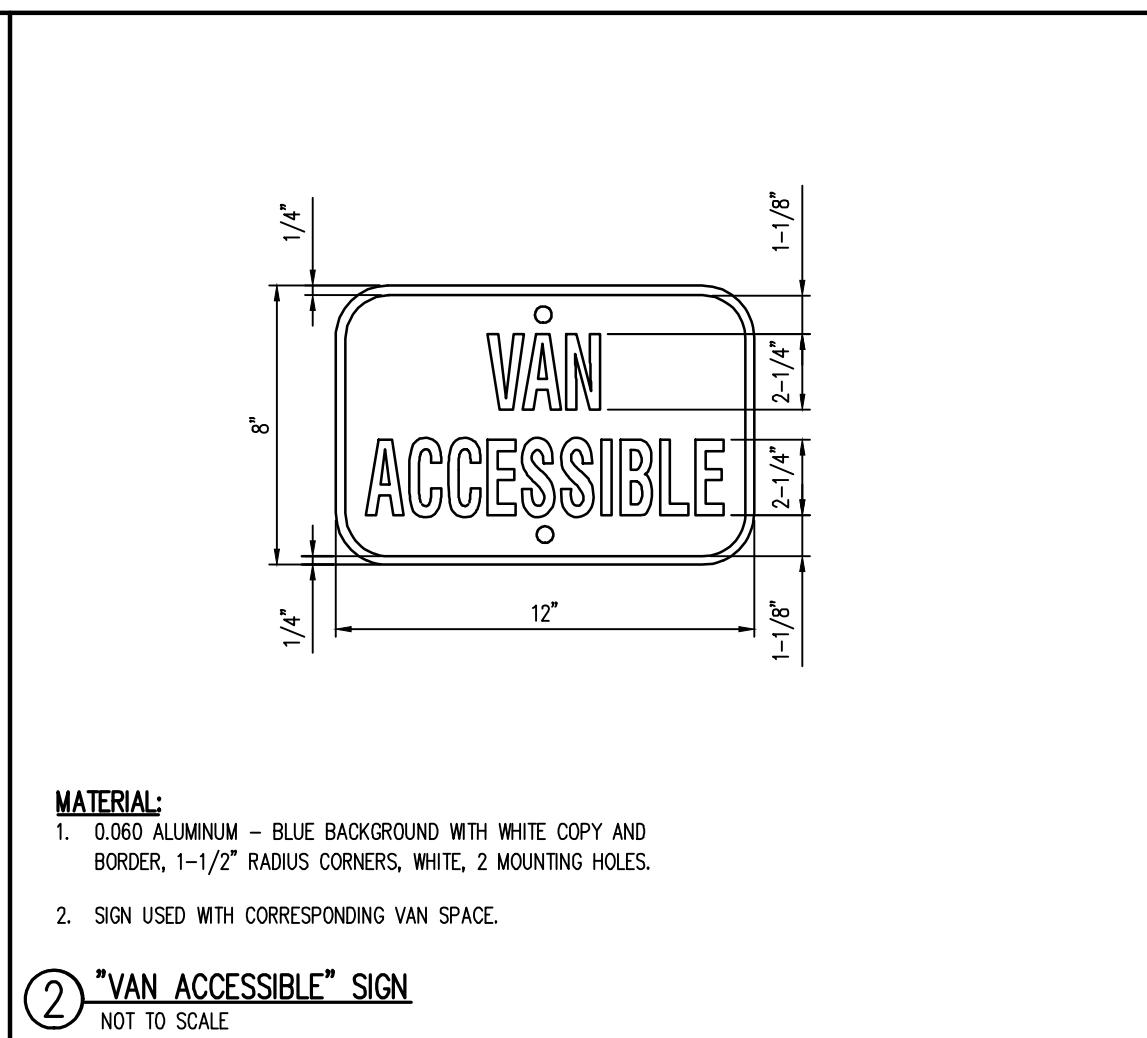 1/4"
1-1/8"
VAN
2-1/4"
8"
ACCESSIBLE
2-1/4"
1/4"
12"
1-1/8"
MATERIAL:
1. 0.060 ALUMINUM – BLUE BACKGROUND WITH WHITE COPY AND
BORDER, 1-1/2" RADIUS CORNERS, WHITE, 2 MOUNTING HOLES.
2. SIGN USED WITH CORRESPONDING VAN SPACE.
2 "VAN ACCESSIBLE" SIGN
NOT TO SCALE